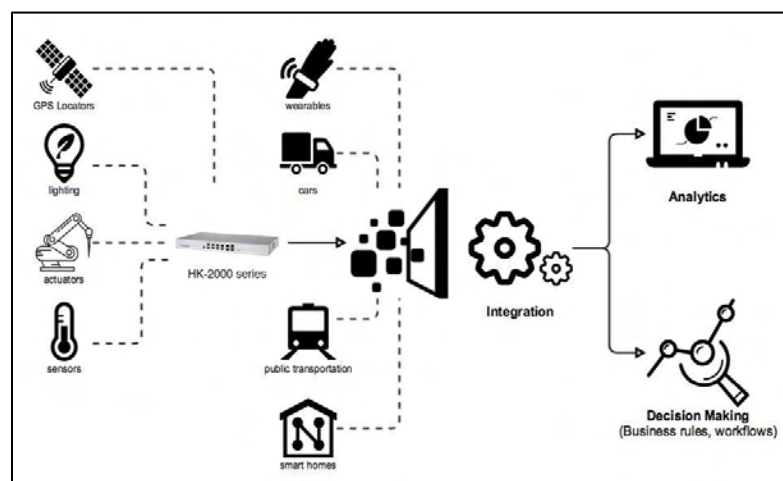 GPS Locators
lighting
actuators
sensors
HK-2000 series
wearables
cars
public transportation
smart homes
Integration
Analytics
Decision Making
(Business rules, workflows)